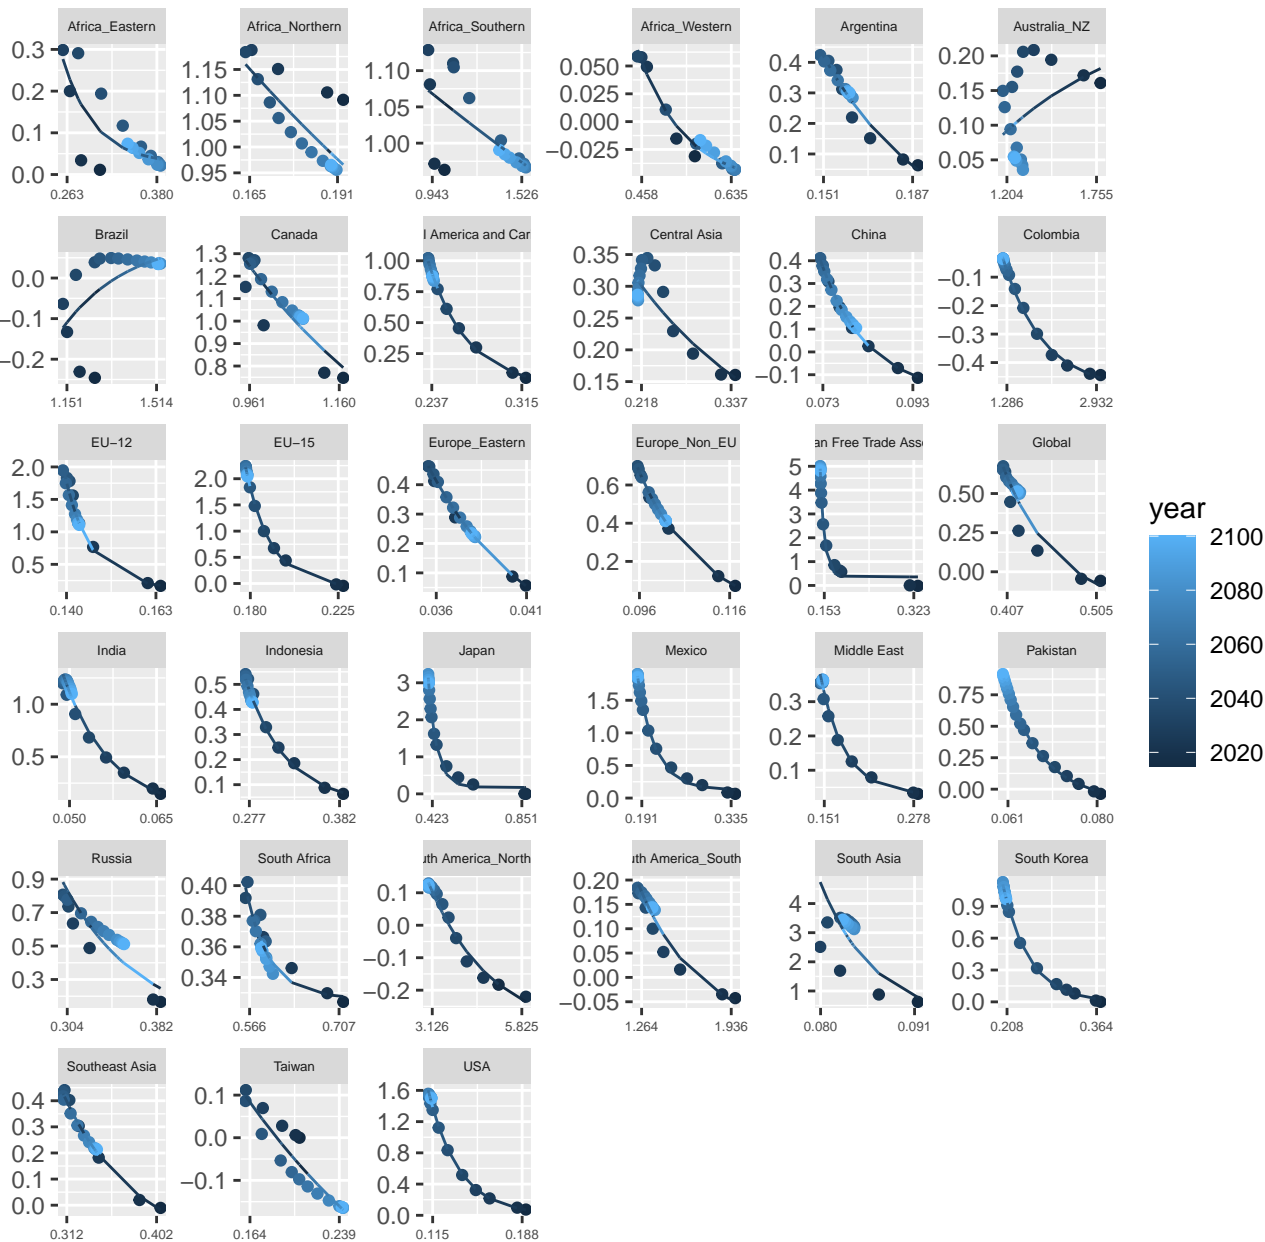 Africa_Eastern Africa_Northern Africa_Southern Africa_Western Argentina Australia_NZ
0.3 0.2 0.1 0.0
1.15 1.10 1.05 1.00 0.95
1.10 1.05 1.00
0.050 0.025 0.000 −0.025
0.4 0.3 0.2 0.1
0.20 0.15 0.10 0.05
0.263 0.380 0.165 0.191 0.943 1.526 0.458 0.635 0.151 0.187 1.204 1.755
Brazil Canada l America and Car Central Asia China Colombia
0.0 −0.1 −0.2
1.3 1.2 1.1 1.0 0.9 0.8
1.00 0.75 0.50 0.25
0.35 0.30 0.25 0.20 0.15
0.4 0.3 0.2 0.1 0.0 −0.1
−0.1 −0.2 −0.3 −0.4
1.151 1.514 0.961 1.160 0.237 0.315 0.218 0.337 0.073 0.093 1.286 2.932
EU−12 EU−15 Europe_Eastern Europe_Non_EU an Free Trade Asso Global
2.0 1.5 1.0 0.5
2.0 1.5 1.0 0.5 0.0
0.4 0.3 0.2 0.1
0.6 0.4 0.2
5 4 3 2 1 0
0.50 0.25 0.00
0.140 0.163 0.180 0.225 0.036 0.041 0.096 0.116 0.153 0.323 0.407 0.505
India Indonesia Japan Mexico Middle East Pakistan
1.0 0.5
0.5 0.4 0.3 0.2 0.1
3 2 1 0
1.5 1.0 0.5 0.0
0.3 0.2 0.1
0.75 0.50 0.25 0.00
0.050 0.065 0.277 0.382 0.423 0.851 0.191 0.335 0.151 0.278 0.061 0.080
Russia South Africa uth America_North uth America_South South Asia South Korea
0.9 0.7 0.5 0.3
0.40 0.38 0.36 0.34
0.1 0.0 −0.1 −0.2
0.20 0.15 0.10 0.05 0.00 −0.05
4 3 2 1
0.9 0.6 0.3 0.0
0.304 0.382 0.566 0.707 3.126 5.825 1.264 1.936 0.080 0.091 0.208 0.364
Southeast Asia Taiwan USA
0.4 0.3 0.2 0.1 0.0
0.1 0.0 −0.1
1.6 1.2 0.8 0.4 0.0
0.312 0.402 0.164 0.239 0.115 0.188
year
2100
2080
2060
2040
2020